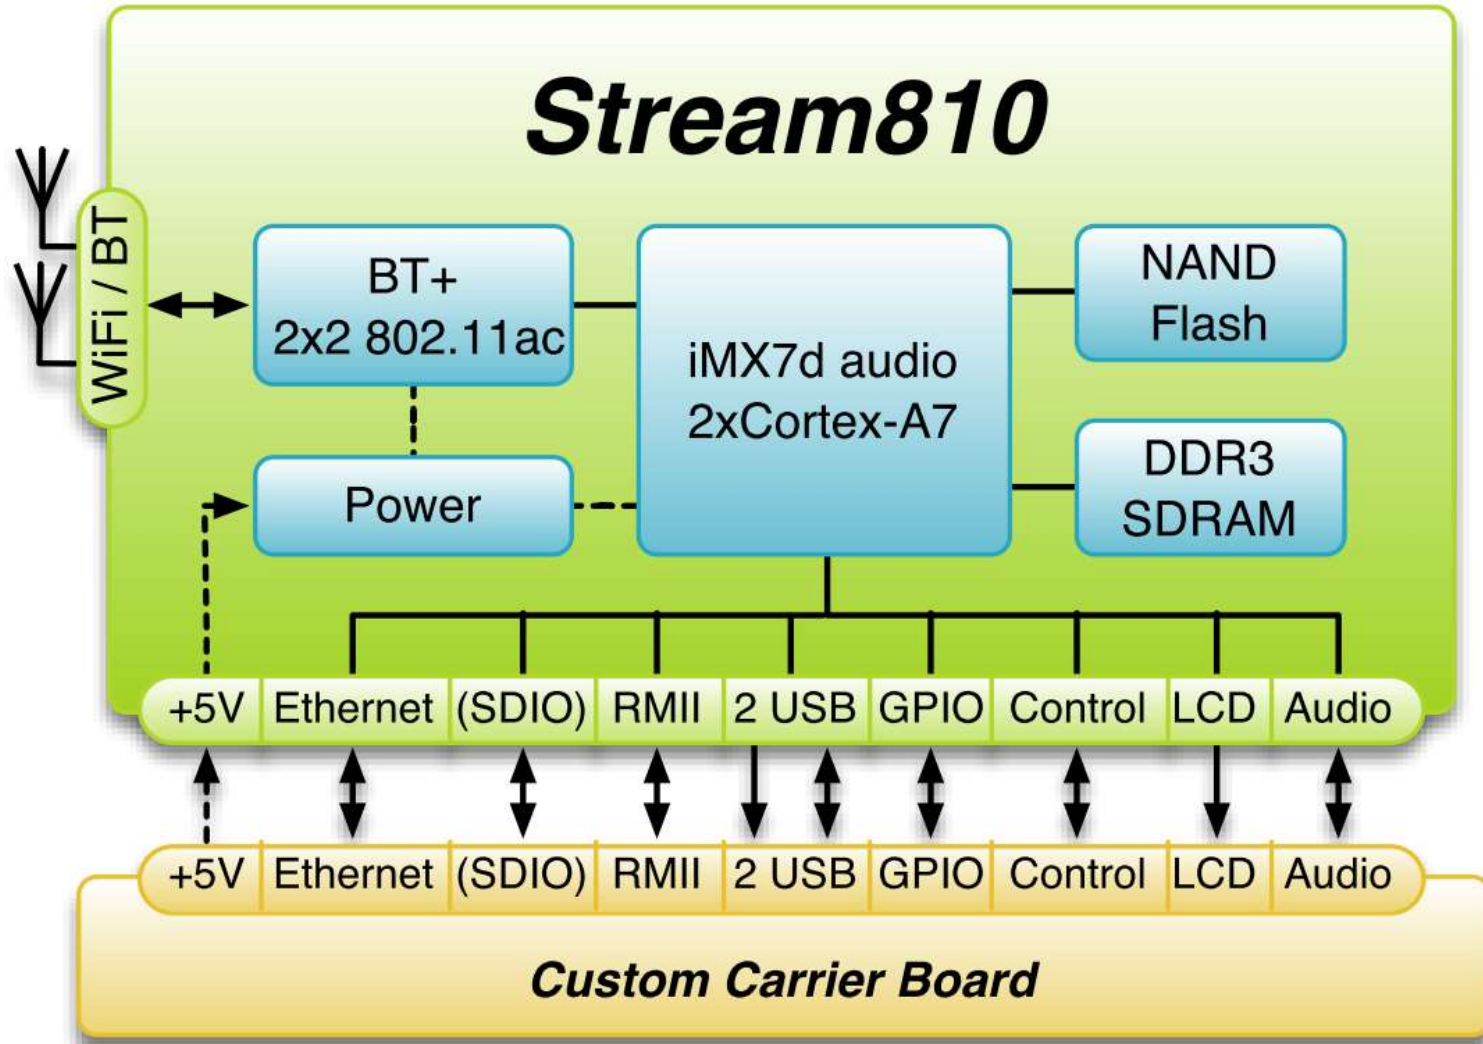 Stream810
WiFi / BT
BT+
2x2 802.11ac
iMX7d audio
2xCortex-A7
NAND
Flash
Power
DDR3
SDRAM
+5V Ethernet (SDIO) RMII 2 USB GPIO Control LCD Audio
+5V Ethernet (SDIO) RMII 2 USB GPIO Control LCD Audio
Custom Carrier Board